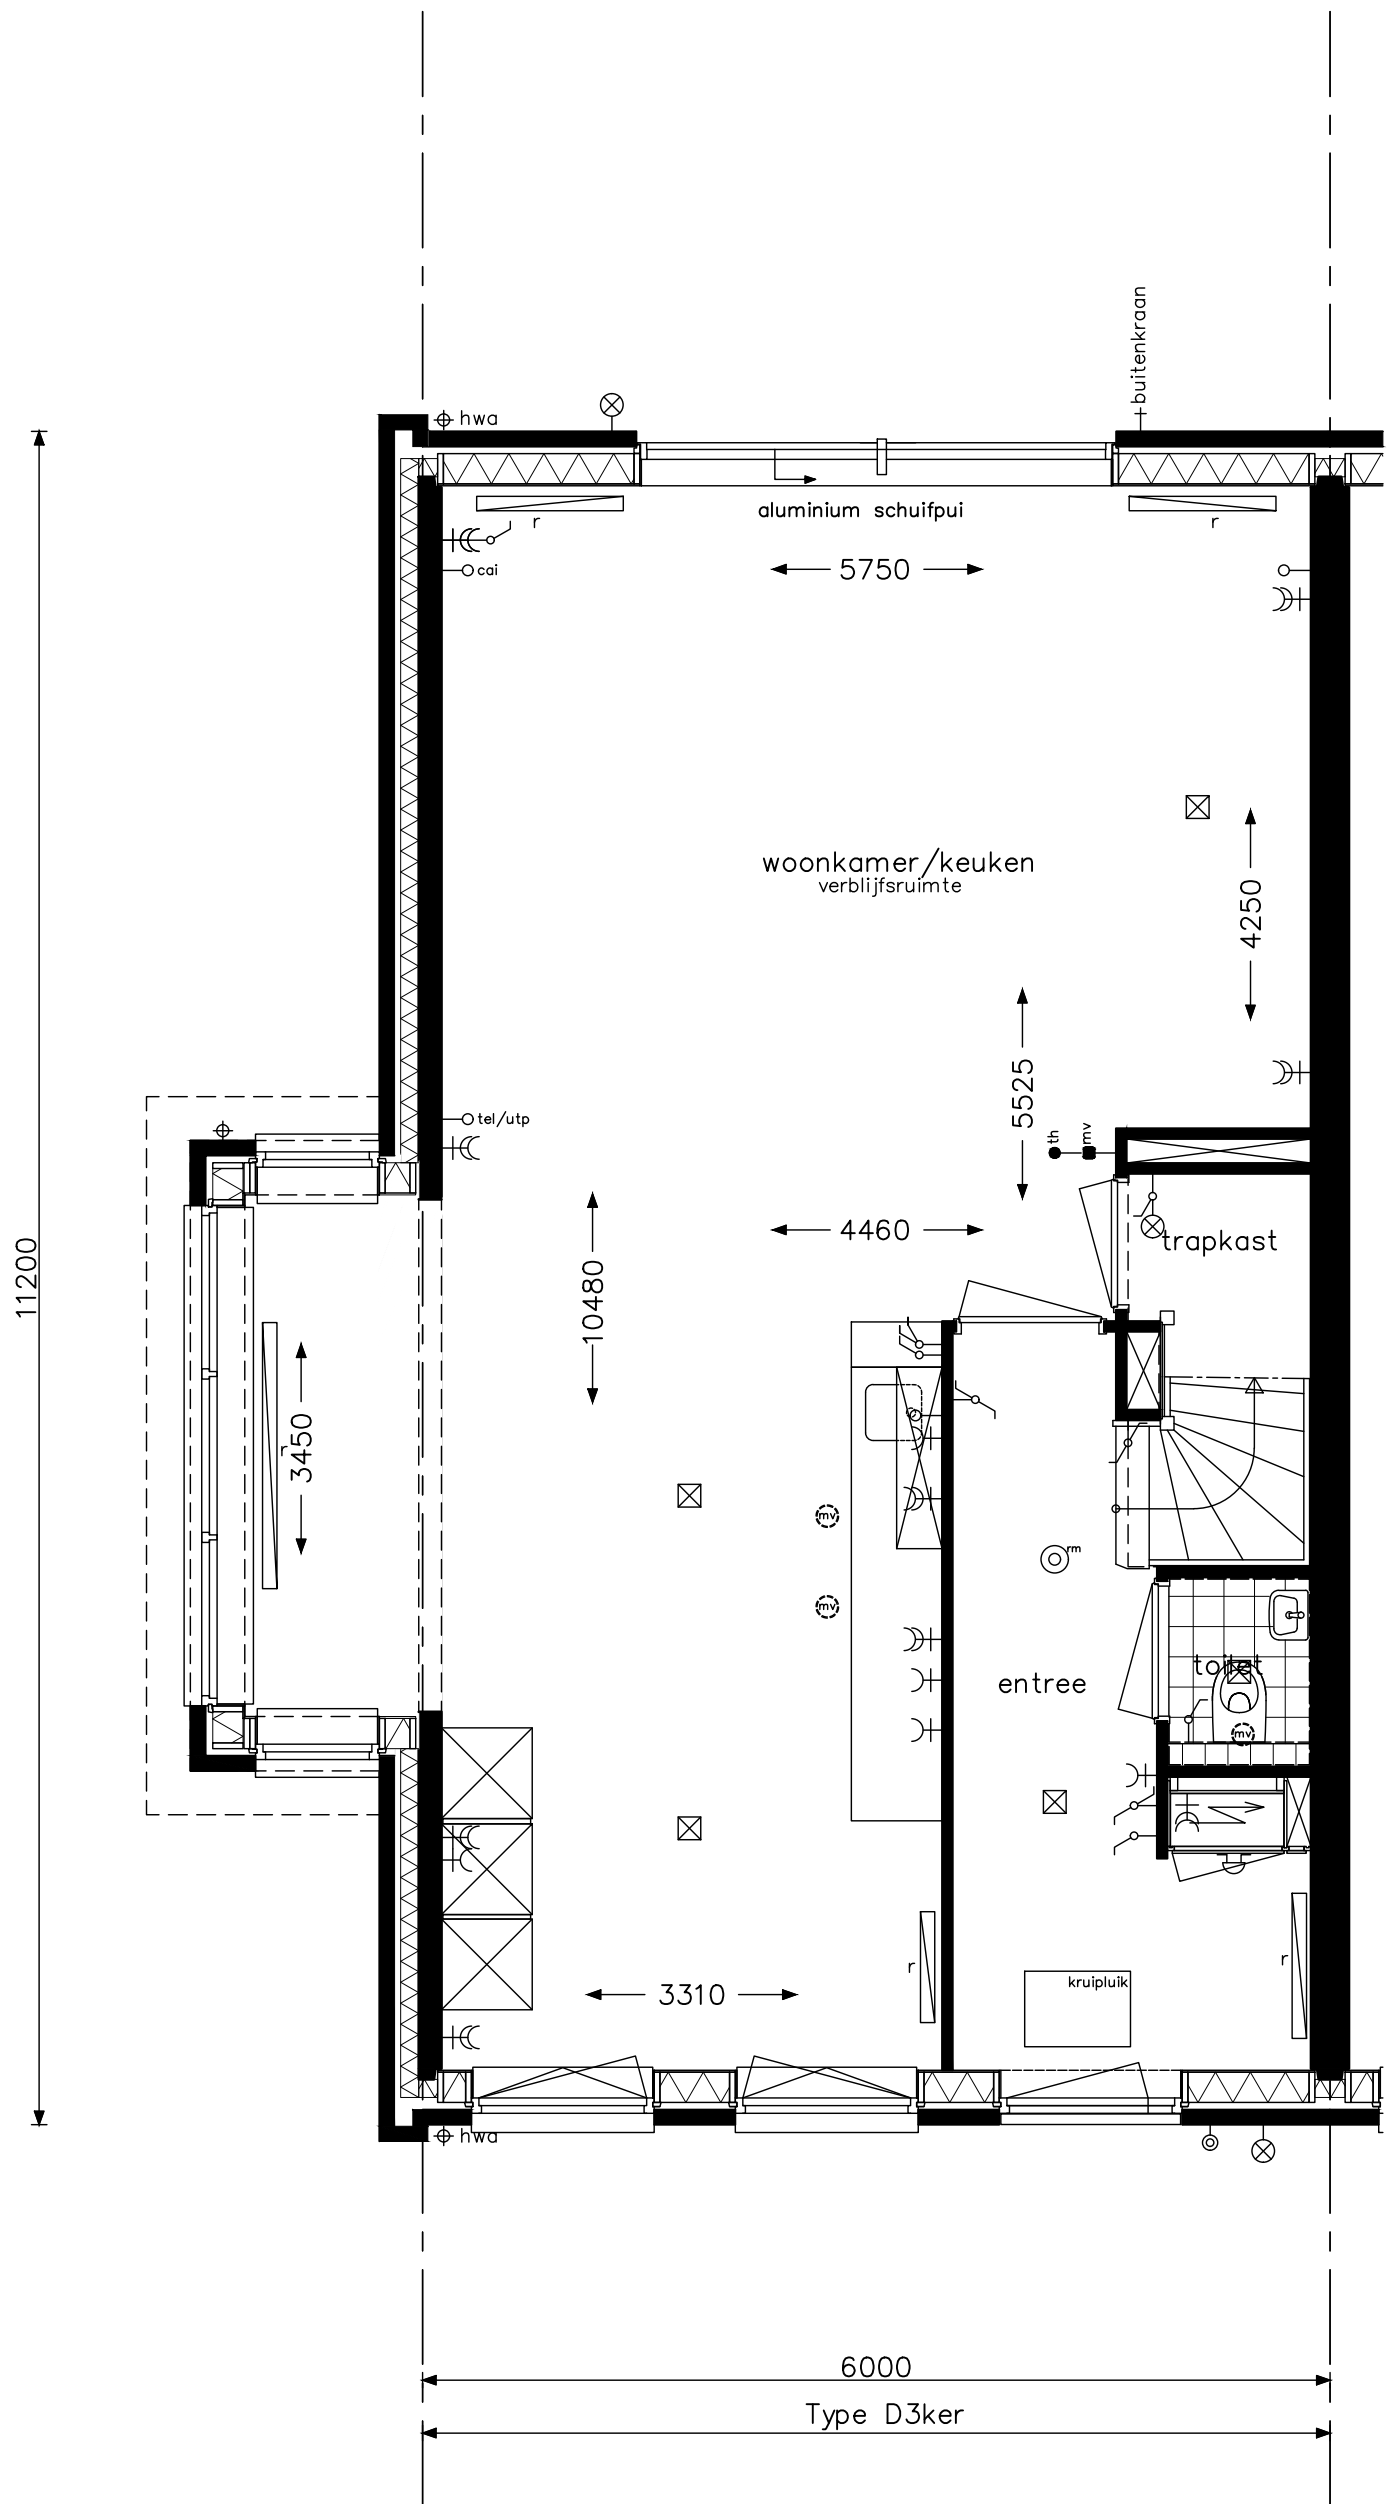 buitenkraan
hwa
aluminium schuifpui
r
r
cai
5750
woonkamer/keuken
verblijfsruimte
4250
5525
tel/utp
th
mv
4460
trapkast
11200
10480
r
3450
mv
rm
mv
toilet
entree
mv
r
r
kruipluik
3310
hwa
6000
Type D3ker